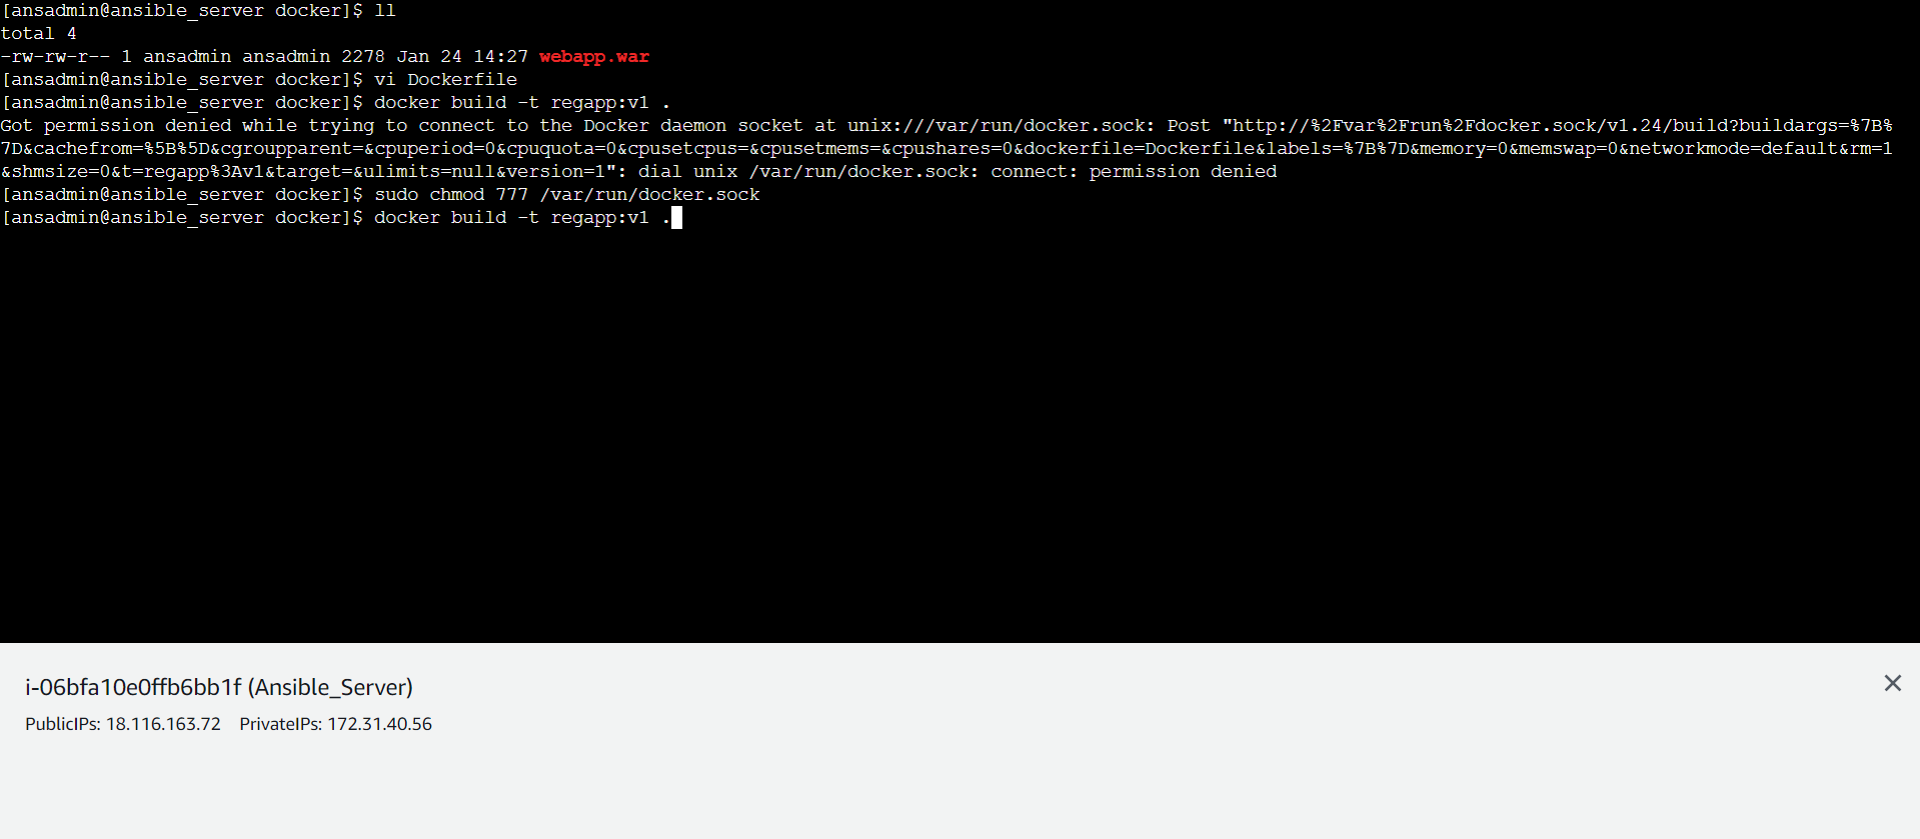 [ansadmin@ansible_server docker]$ ll
total 4
-rw-rw-r-- 1 ansadmin ansadmin 2278 Jan 24 14:27 webapp.war
[ansadmin@ansible_server docker]$ vi Dockerfile
[ansadmin@ansible_server docker]$ docker build -t regapp:v1 .
Got permission denied while trying to connect to the Docker daemon socket at unix:///var/run/docker.sock: Post "http://%2Fvar%2Frun%2Fdocker.sock/v1.24/build?buildargs=%7B%
7D&cachefrom=%5B%5D&cgroupparent=&cpuperiod=0&cpuquota=0&cpusetcpus=&cpusetmems=&cpushares=0&dockerfile=Dockerfile&labels=%7B%7D&memory=0&memswap=0&networkmode=default&rm=1
&shmsize=0&t=regapp%3Av1&target=&ulimits=null&version=1": dial unix /var/run/docker.sock: connect: permission denied
[ansadmin@ansible_server docker]$ sudo chmod 777 /var/run/docker.sock
[ansadmin@ansible_server docker]$ docker build -t regapp:v1 .
i-06bfa10e0ffb6bb1f (Ansible_Server)
PublicIPs: 18.116.163.72 PrivateIPs: 172.31.40.56